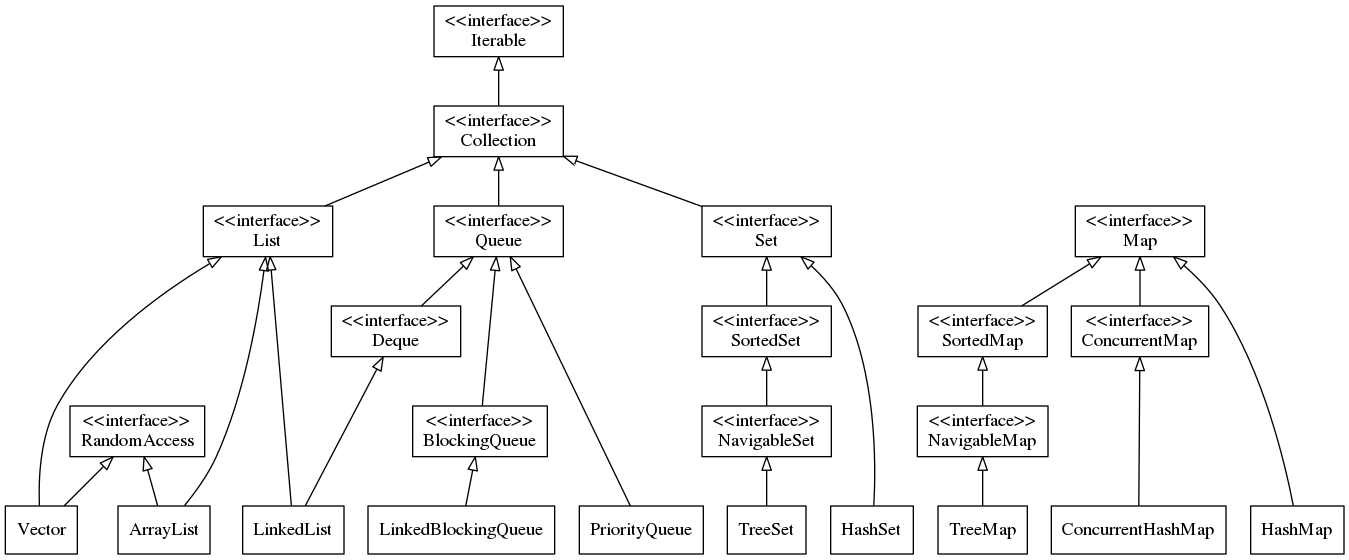 <<interface>>
Iterable
<<interface>>
Collection
<<interface>>
List
<<interface>>
Queue
<<interface>>
Set
<<interface>>
Map
<<interface>>
Deque
<<interface>>
SortedSet
<<interface>>
SortedMap
<<interface>>
ConcurrentMap
<<interface>>
RandomAccess
<<interface>>
BlockingQueue
<<interface>>
NavigableSet
<<interface>>
NavigableMap
Vector
ArrayList
LinkedList
LinkedBlockingQueue
PriorityQueue
TreeSet
HashSet
TreeMap
ConcurrentHashMap
HashMap